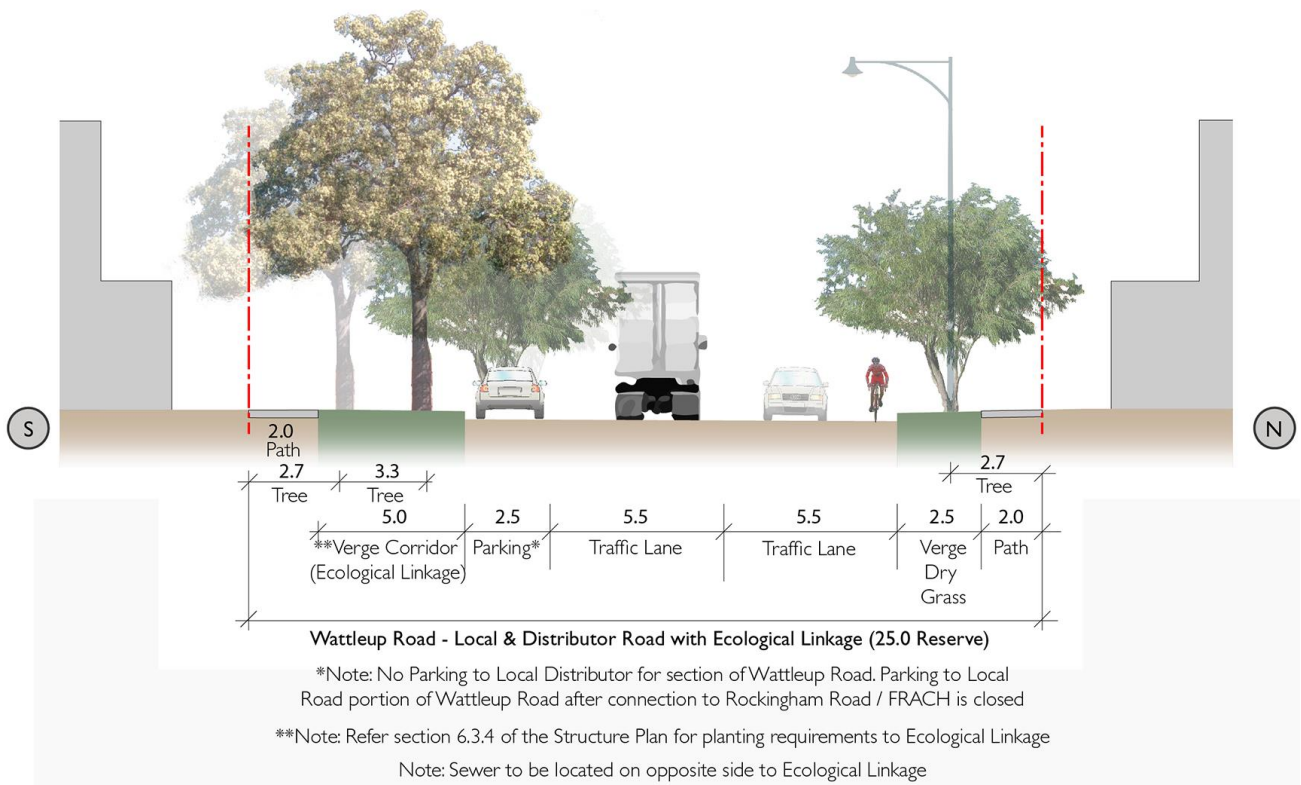 S
N
2.0
Path
2.7
Tree
3.3
Tree
2.7
Tree
5.0
**Verge Corridor
(Ecological Linkage)
2.5
Parking*
5.5
Traffic Lane
5.5
Traffic Lane
2.5
Verge
Dry
Grass
2.0
Path
Wattleup Road - Local & Distributor Road with Ecological Linkage (25.0 Reserve)
*Note: No Parking to Local Distributor for section of Wattleup Road. Parking to Local
Road portion of Wattleup Road after connection to Rockingham Road / FRACH is closed
**Note: Refer section 6.3.4 of the Structure Plan for planting requirements to Ecological Linkage
Note: Sewer to be located on opposite side to Ecological Linkage